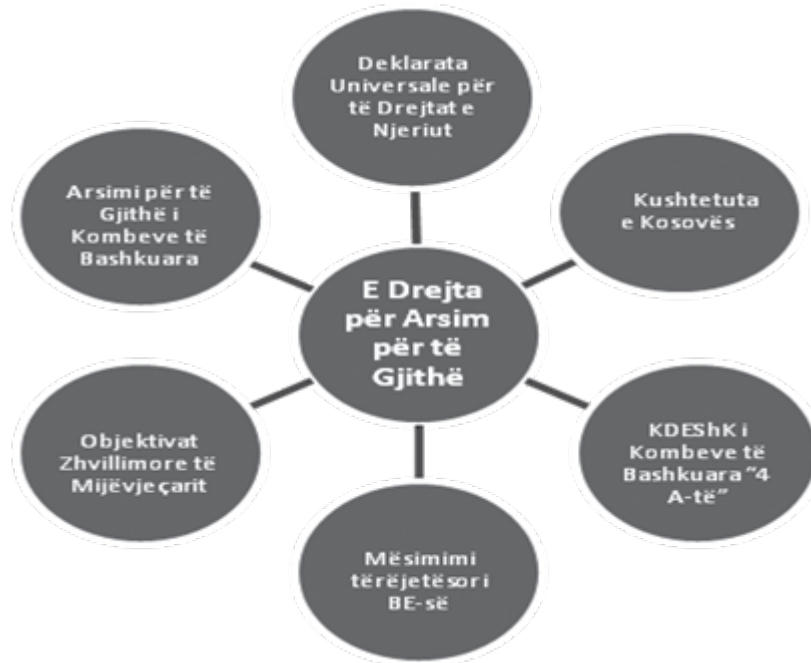 Deklarata
Universale për
të Drejtat e
Njeriut
Arsimi për të
Gjithë i
Kombeve të
Bashkuara
Kushtetuta
e Kosovës
E Drejta
për Arsim
për të
Gjithë
Objektivat
Zhvillimore të
Mijëvjeçarit
KDEShK i
Kombeve të
Bashkuara "4
A-të"
Mësimimi
tërëjetësor i
BE-së